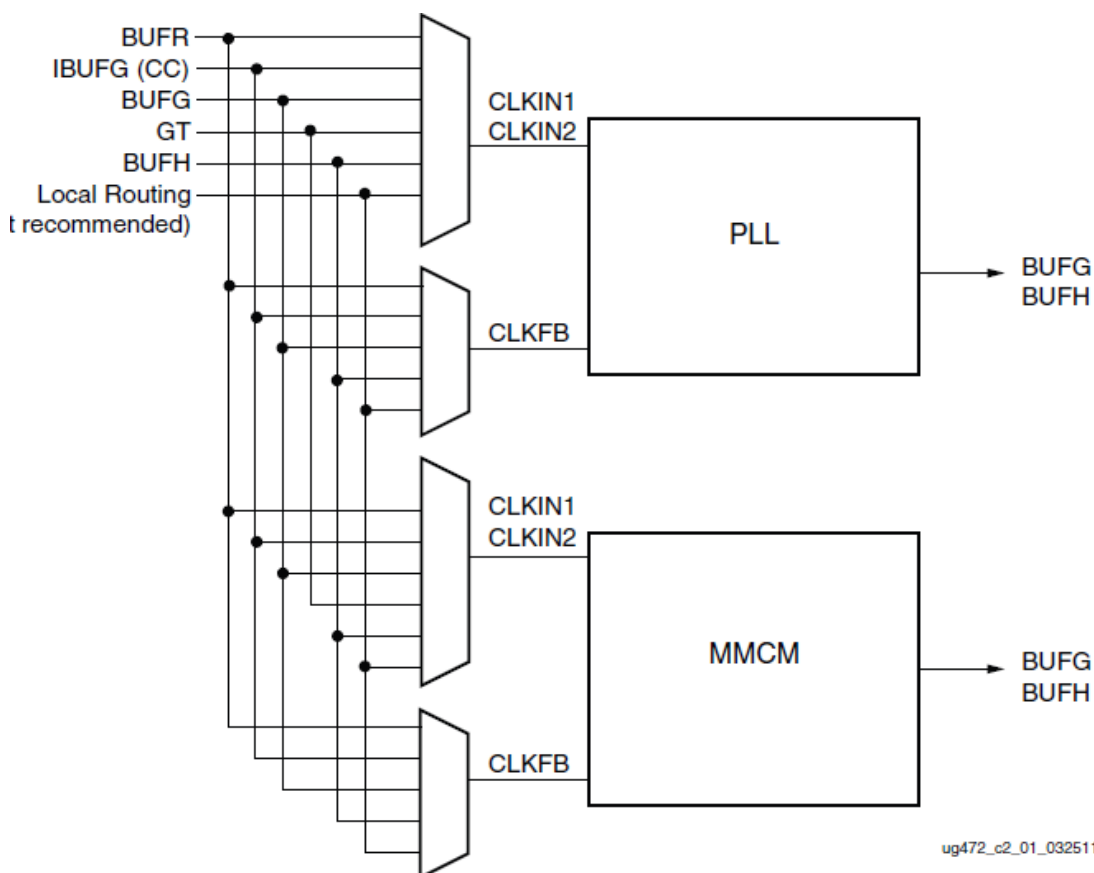 BUFR
IBUFG (CC)
BUFG
GT
BUFH
Local Routing
t recommended)
CLKIN1
CLKIN2
PLL
BUFG
BUFH
CLKFB
CLKIN1
CLKIN2
MMCM
BUFG
BUFH
CLKFB
ug472_c2_01_032511